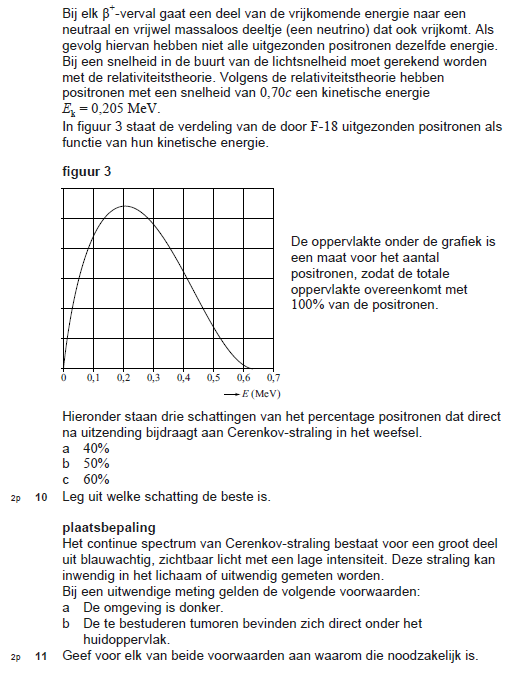 Bij elk β⁺-verval gaat een deel van de vrijkomende energie naar een
neutraal en vrijwel massaloos deeltje (een neutrino) dat ook vrijkomt. Als
gevolg hiervan hebben niet alle uitgezonden positronen dezelfde energie.
Bij een snelheid in de buurt van de lichtsnelheid moet gerekend worden
met de relativiteitstheorie. Volgens de relativiteitstheorie hebben
positronen met een snelheid van 0,70c een kinetische energie
Eₖ = 0,205 MeV.
In figuur 3 staat de verdeling van de door F-18 uitgezonden positronen als
functie van hun kinetische energie.
figuur 3
De oppervlakte onder de grafiek is
een maat voor het aantal
positronen, zodat de totale
oppervlakte overeenkomt met
100% van de positronen.
0 0,1 0,2 0,3 0,4 0,5 0,6 0,7
→ E (MeV)
Hieronder staan drie schattingen van het percentage positronen dat direct
na uitzending bijdraagt aan Cerenkov-straling in het weefsel.
a 40%
b 50%
c 60%
2p 10 Leg uit welke schatting de beste is.
plaatsbepaling
Het continue spectrum van Cerenkov-straling bestaat voor een groot deel
uit blauwachtig, zichtbaar licht met een lage intensiteit. Deze straling kan
inwendig in het lichaam of uitwendig gemeten worden.
Bij een uitwendige meting gelden de volgende voorwaarden:
a De omgeving is donker.
b De te bestuderen tumoren bevinden zich direct onder het
huidoppervlak.
2p 11 Geef voor elk van beide voorwaarden aan waarom die noodzakelijk is.